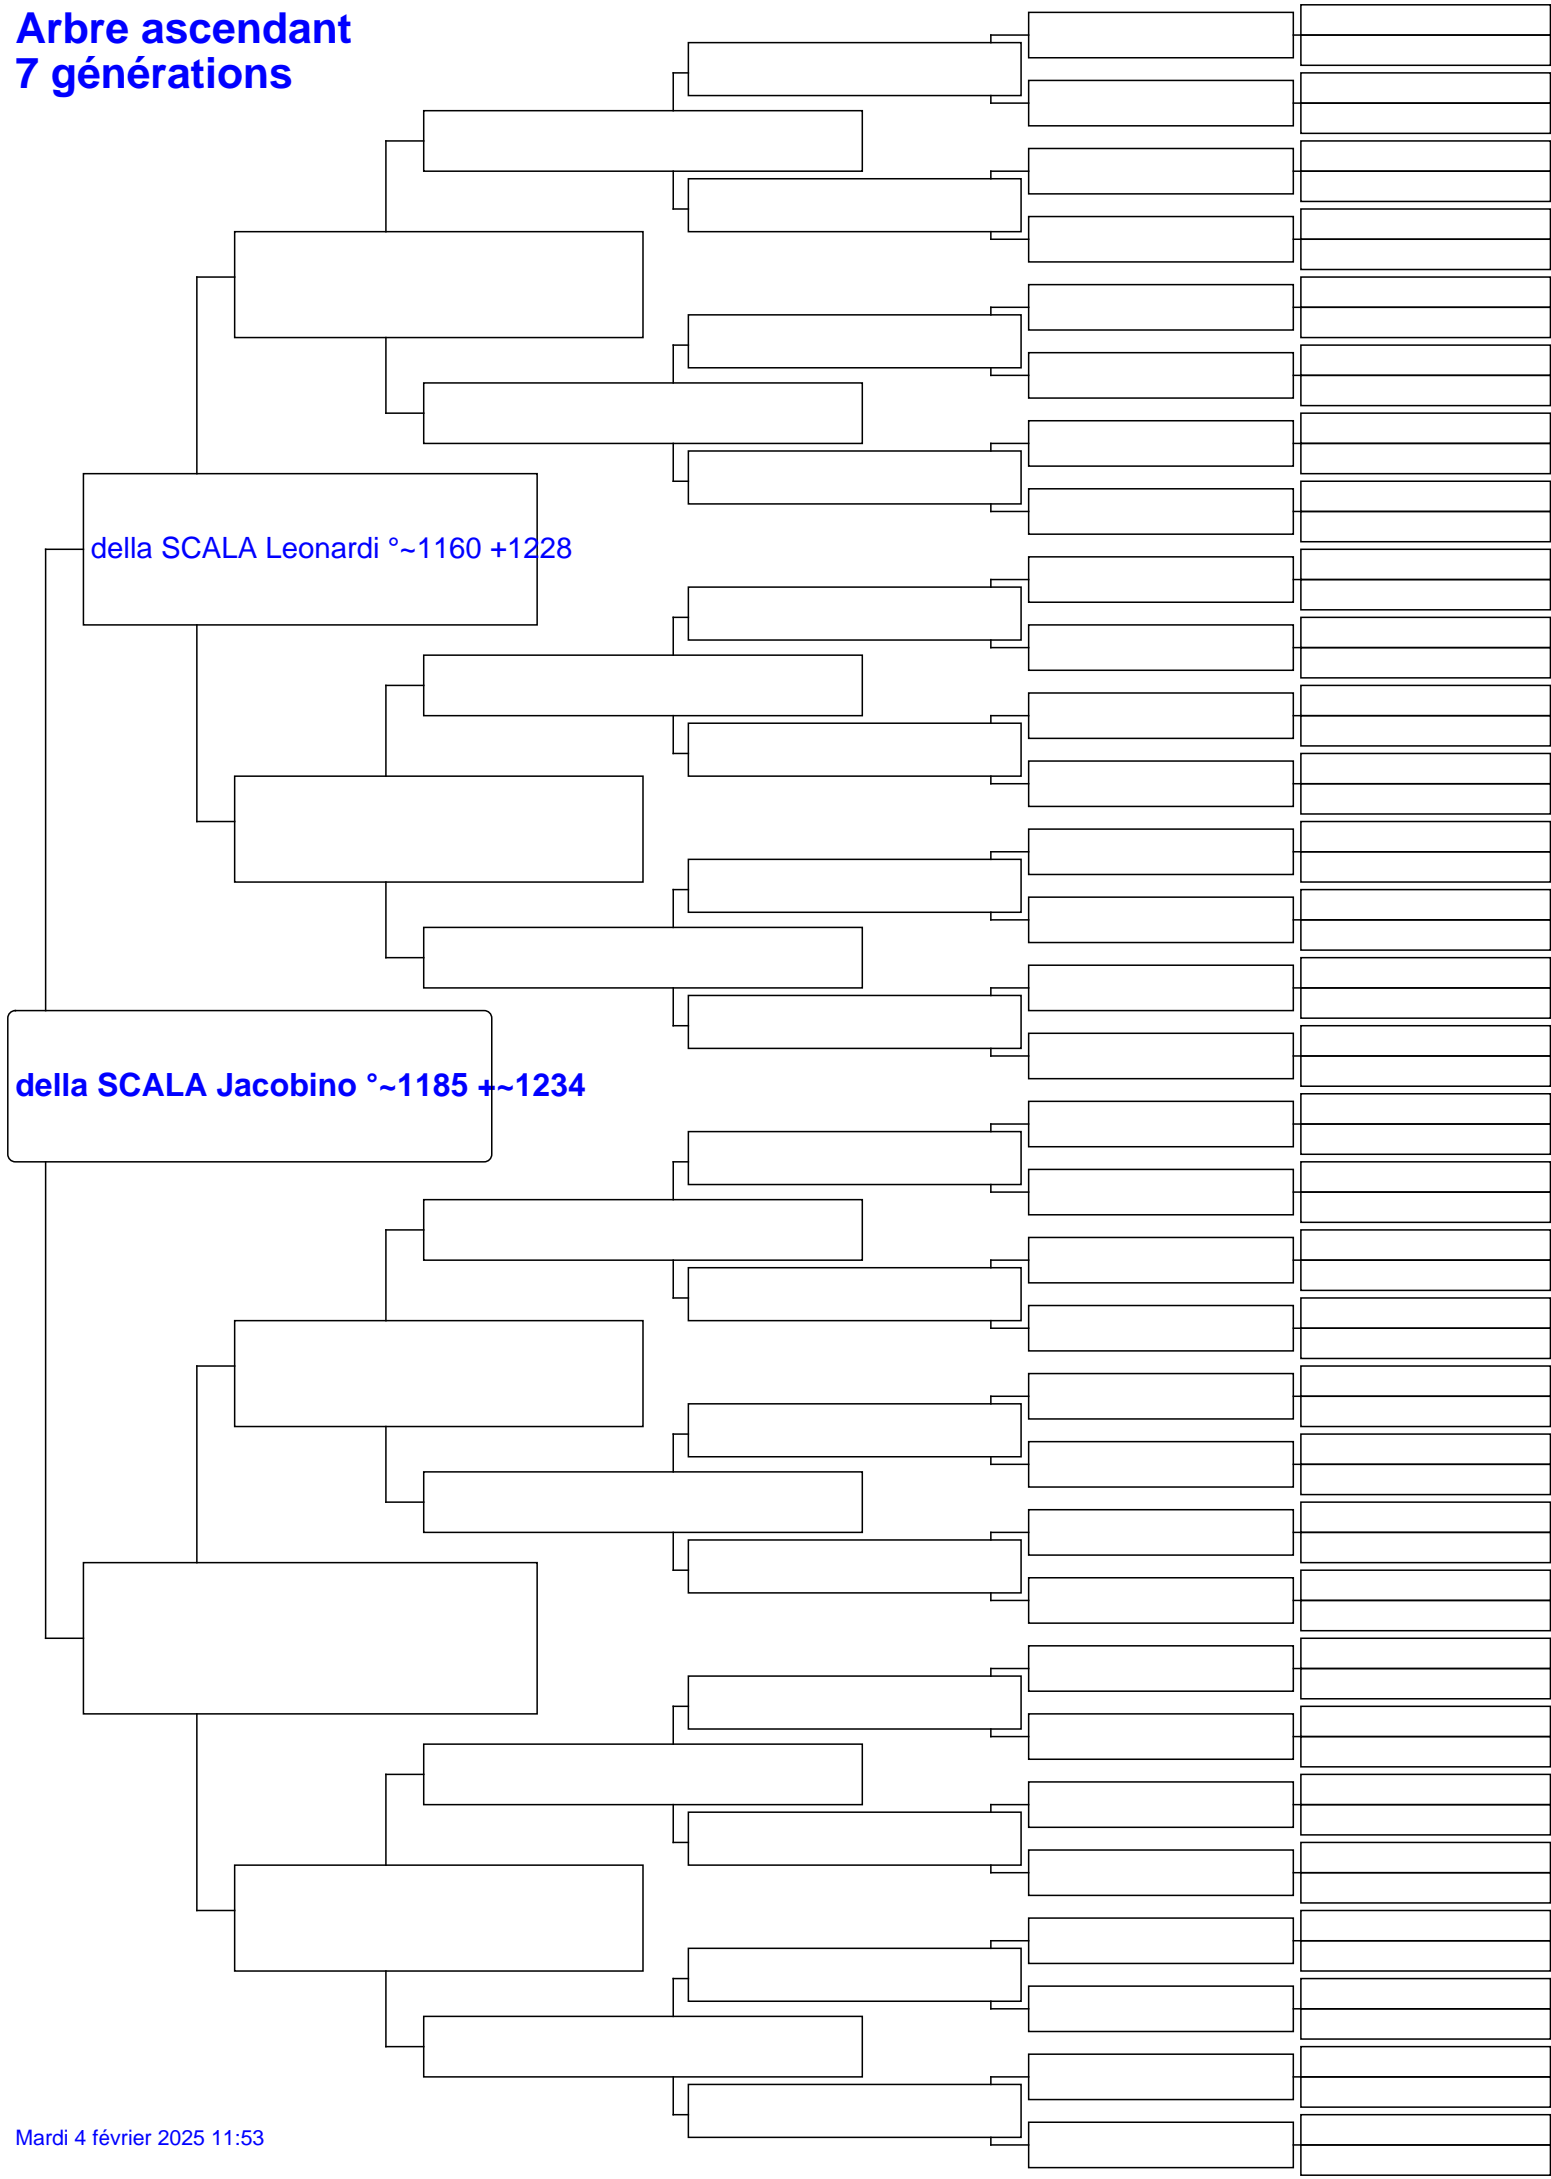 Arbre ascendant
7 générations
della SCALA Leonardi °~1160 +1228
della SCALA Jacobino °~1185 +~1234
Mardi 4 février 2025 11:53